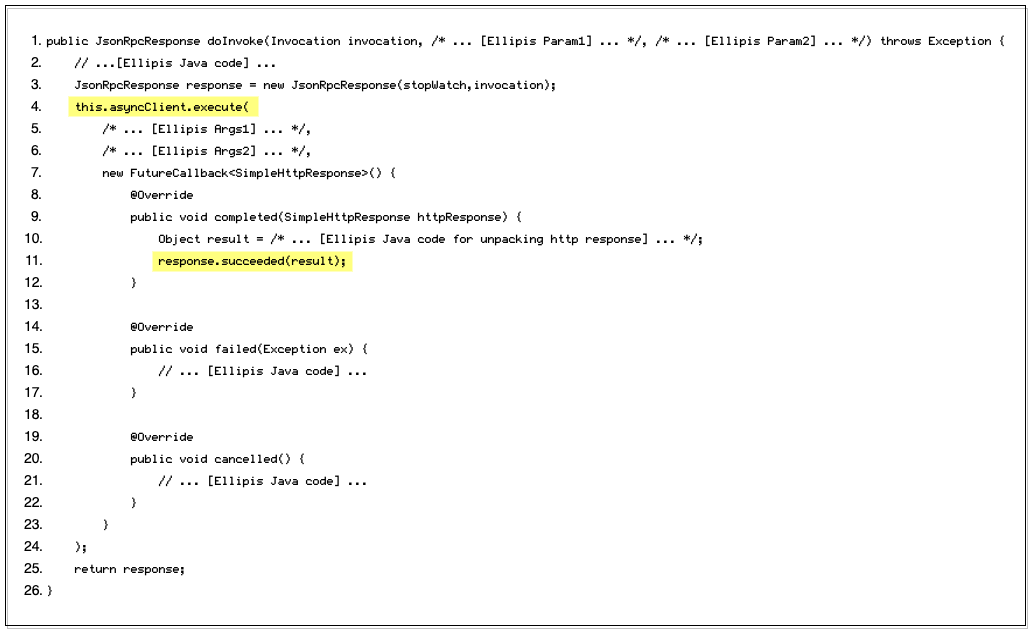 1. public JsonRpcResponse doInvoke(Invocation invocation, /* ... [Ellipis Param1] ... */, /* ... [Ellipis Param2] ... */) throws Exception {
2. // ...[Ellipis Java code] ...
3. JsonRpcResponse response = new JsonRpcResponse(stopWatch,invocation);
4. this.asyncClient.execute(
5. /* ... [Ellipis Args1] ... */,
6. /* ... [Ellipis Args2] ... */,
7. new FutureCallback<SimpleHttpResponse>() {
8. @Override
9. public void completed(SimpleHttpResponse httpResponse) {
10. Object result = /* ... [Ellipis Java code for unpacking http response] ... */;
11. response.succeeded(result);
12. }
13.
14. @Override
15. public void failed(Exception ex) {
16. // ... [Ellipis Java code] ...
17. }
18.
19. @Override
20. public void cancelled() {
21. // ... [Ellipis Java code] ...
22. }
23. }
24. );
25. return response;
26. }